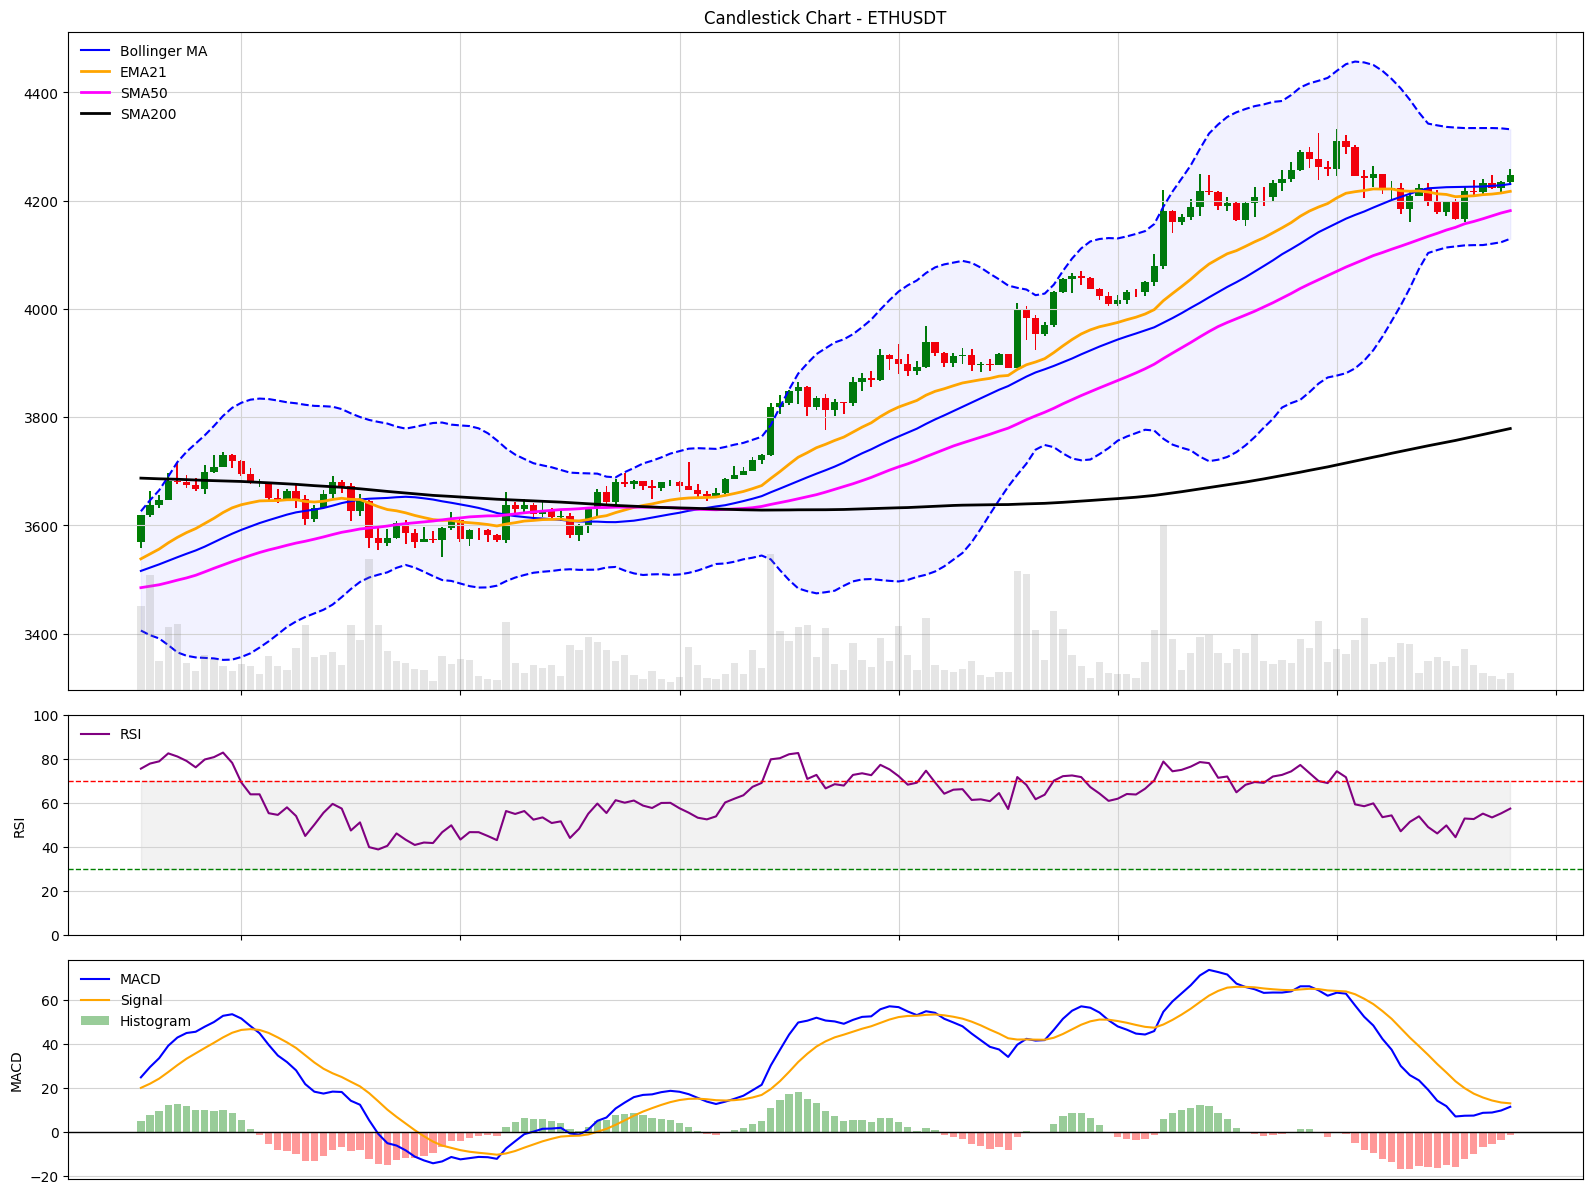 Candlestick Chart - ETHUSDT
Bollinger MA
EMA21
SMA50
SMA200
4400
4200
4000
3800
3600
3400
RSI
100
80
60
40
20
0
RSI
MACD
Signal
Histogram
60
40
20
0
−20
MACD